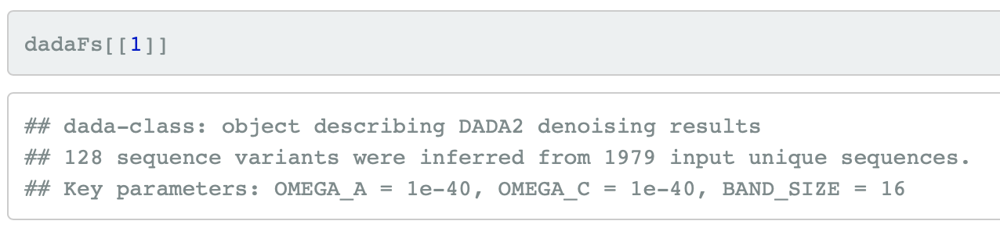 dadaFs[[1]]
## dada-class: object describing DADA2 denoising results
## 128 sequence variants were inferred from 1979 input unique sequences.
## Key parameters: OMEGA_A = 1e-40, OMEGA_C = 1e-40, BAND_SIZE = 16